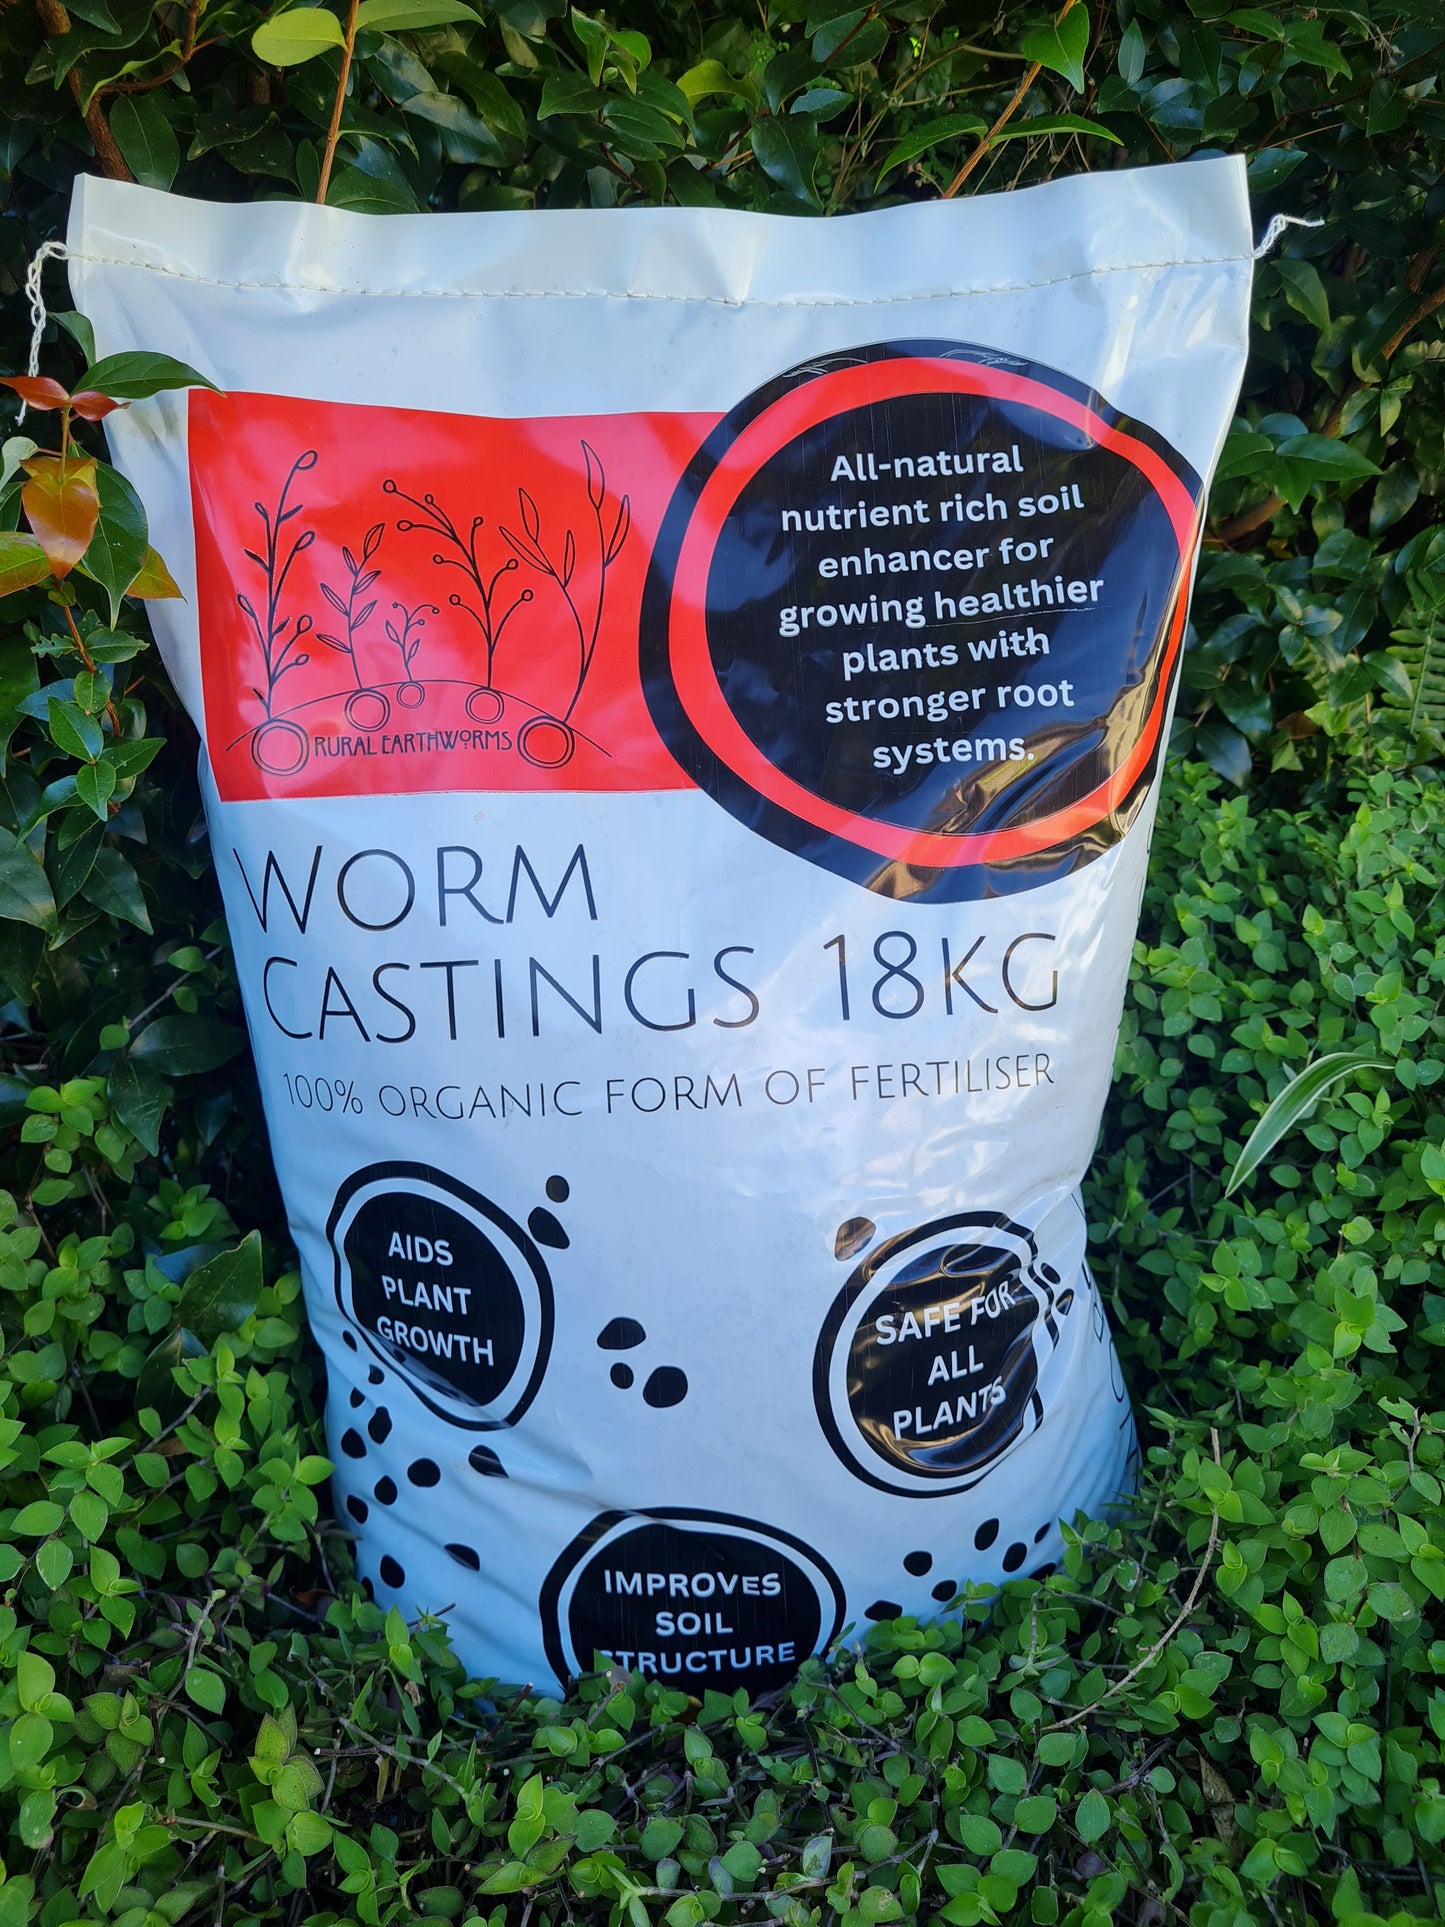 All-natural
nutrient rich soil
enhancer for
growing healthier
plants with
stronger root
systems.
RURAL EARTHWORMS
WORM
CASTINGS 18KG
100% ORGANIC FORM OF FERTILISER
AIDS
PLANT
GROWTH
SAFE FOR
ALL
PLANTS
IMPROVES
SOIL
STRUCTURE